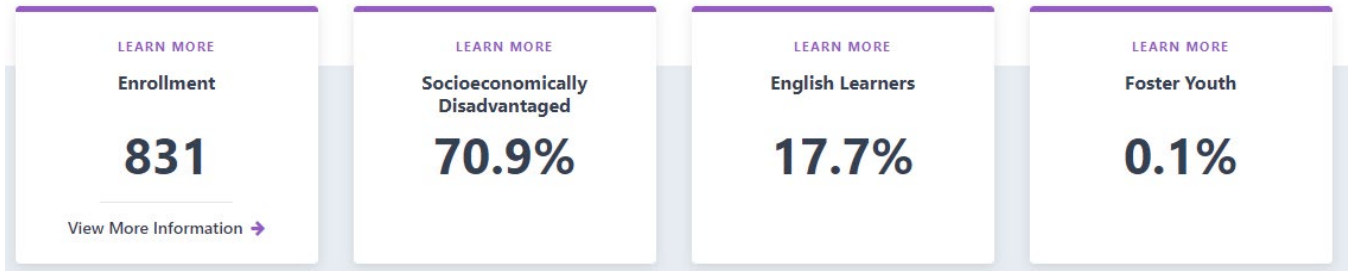 LEARN MORE
Enrollment
831
View More Information
LEARN MORE
Socioeconomically
Disadvantaged
70.9%
LEARN MORE
English Learners
17.7%
LEARN MORE
Foster Youth
0.1%